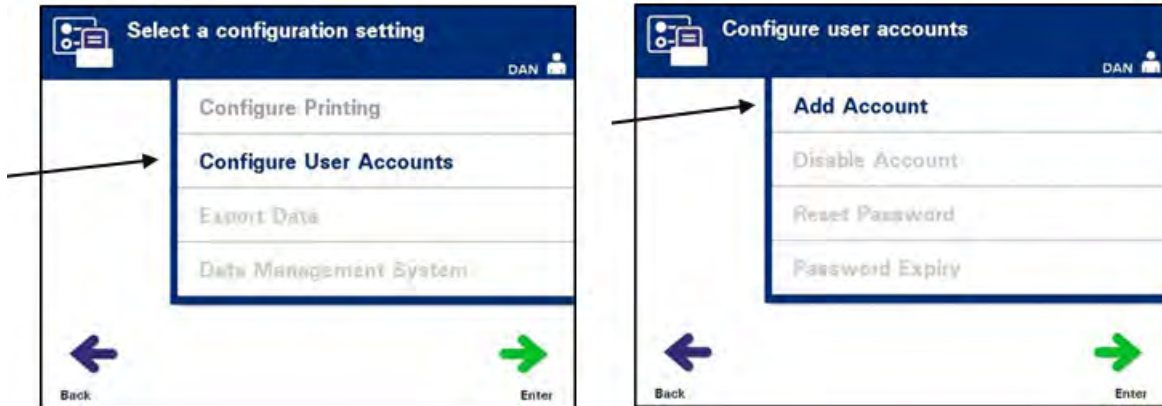 Select a configuration setting
DAN
Configure Printing
Configure User Accounts
Export Data
Data Management System
Back
Enter
Configure user accounts
DAN
Add Account
Disable Account
Reset Password
Password Expiry
Back
Enter